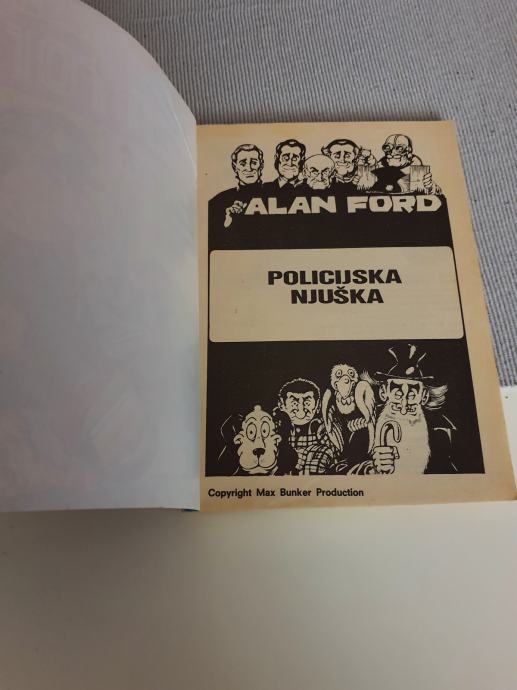 ALAN FORD
POLICIJSKA
NJUŠKA
Copyright Max Bunker Production